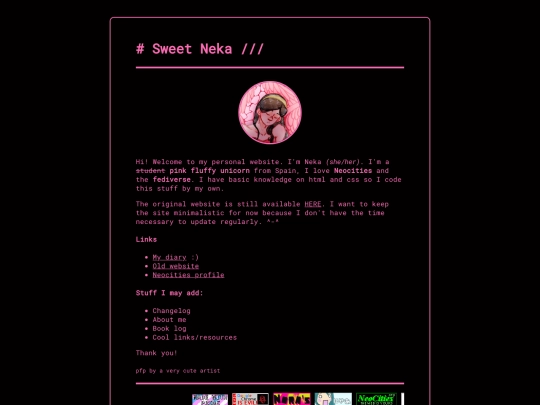 # Sweet Neka ///
Hi! Welcome to my personal website. I'm Neka (she/her). I'm a
student pink fluffy unicorn from Spain, I love Neocities and
the fediverse. I have basic knowledge on html and css so I code
this stuff by my own.
The original website is still available HERE. I want to keep
the site minimalistic for now because I don't have the time
necessary to update regularly. ^-^
Links
My diary :)
Old website
Neocities profile
Stuff I may add:
Changelog
About me
Book log
Cool links/resources
Thank you!
pfp by a very cute artist
NeoCities